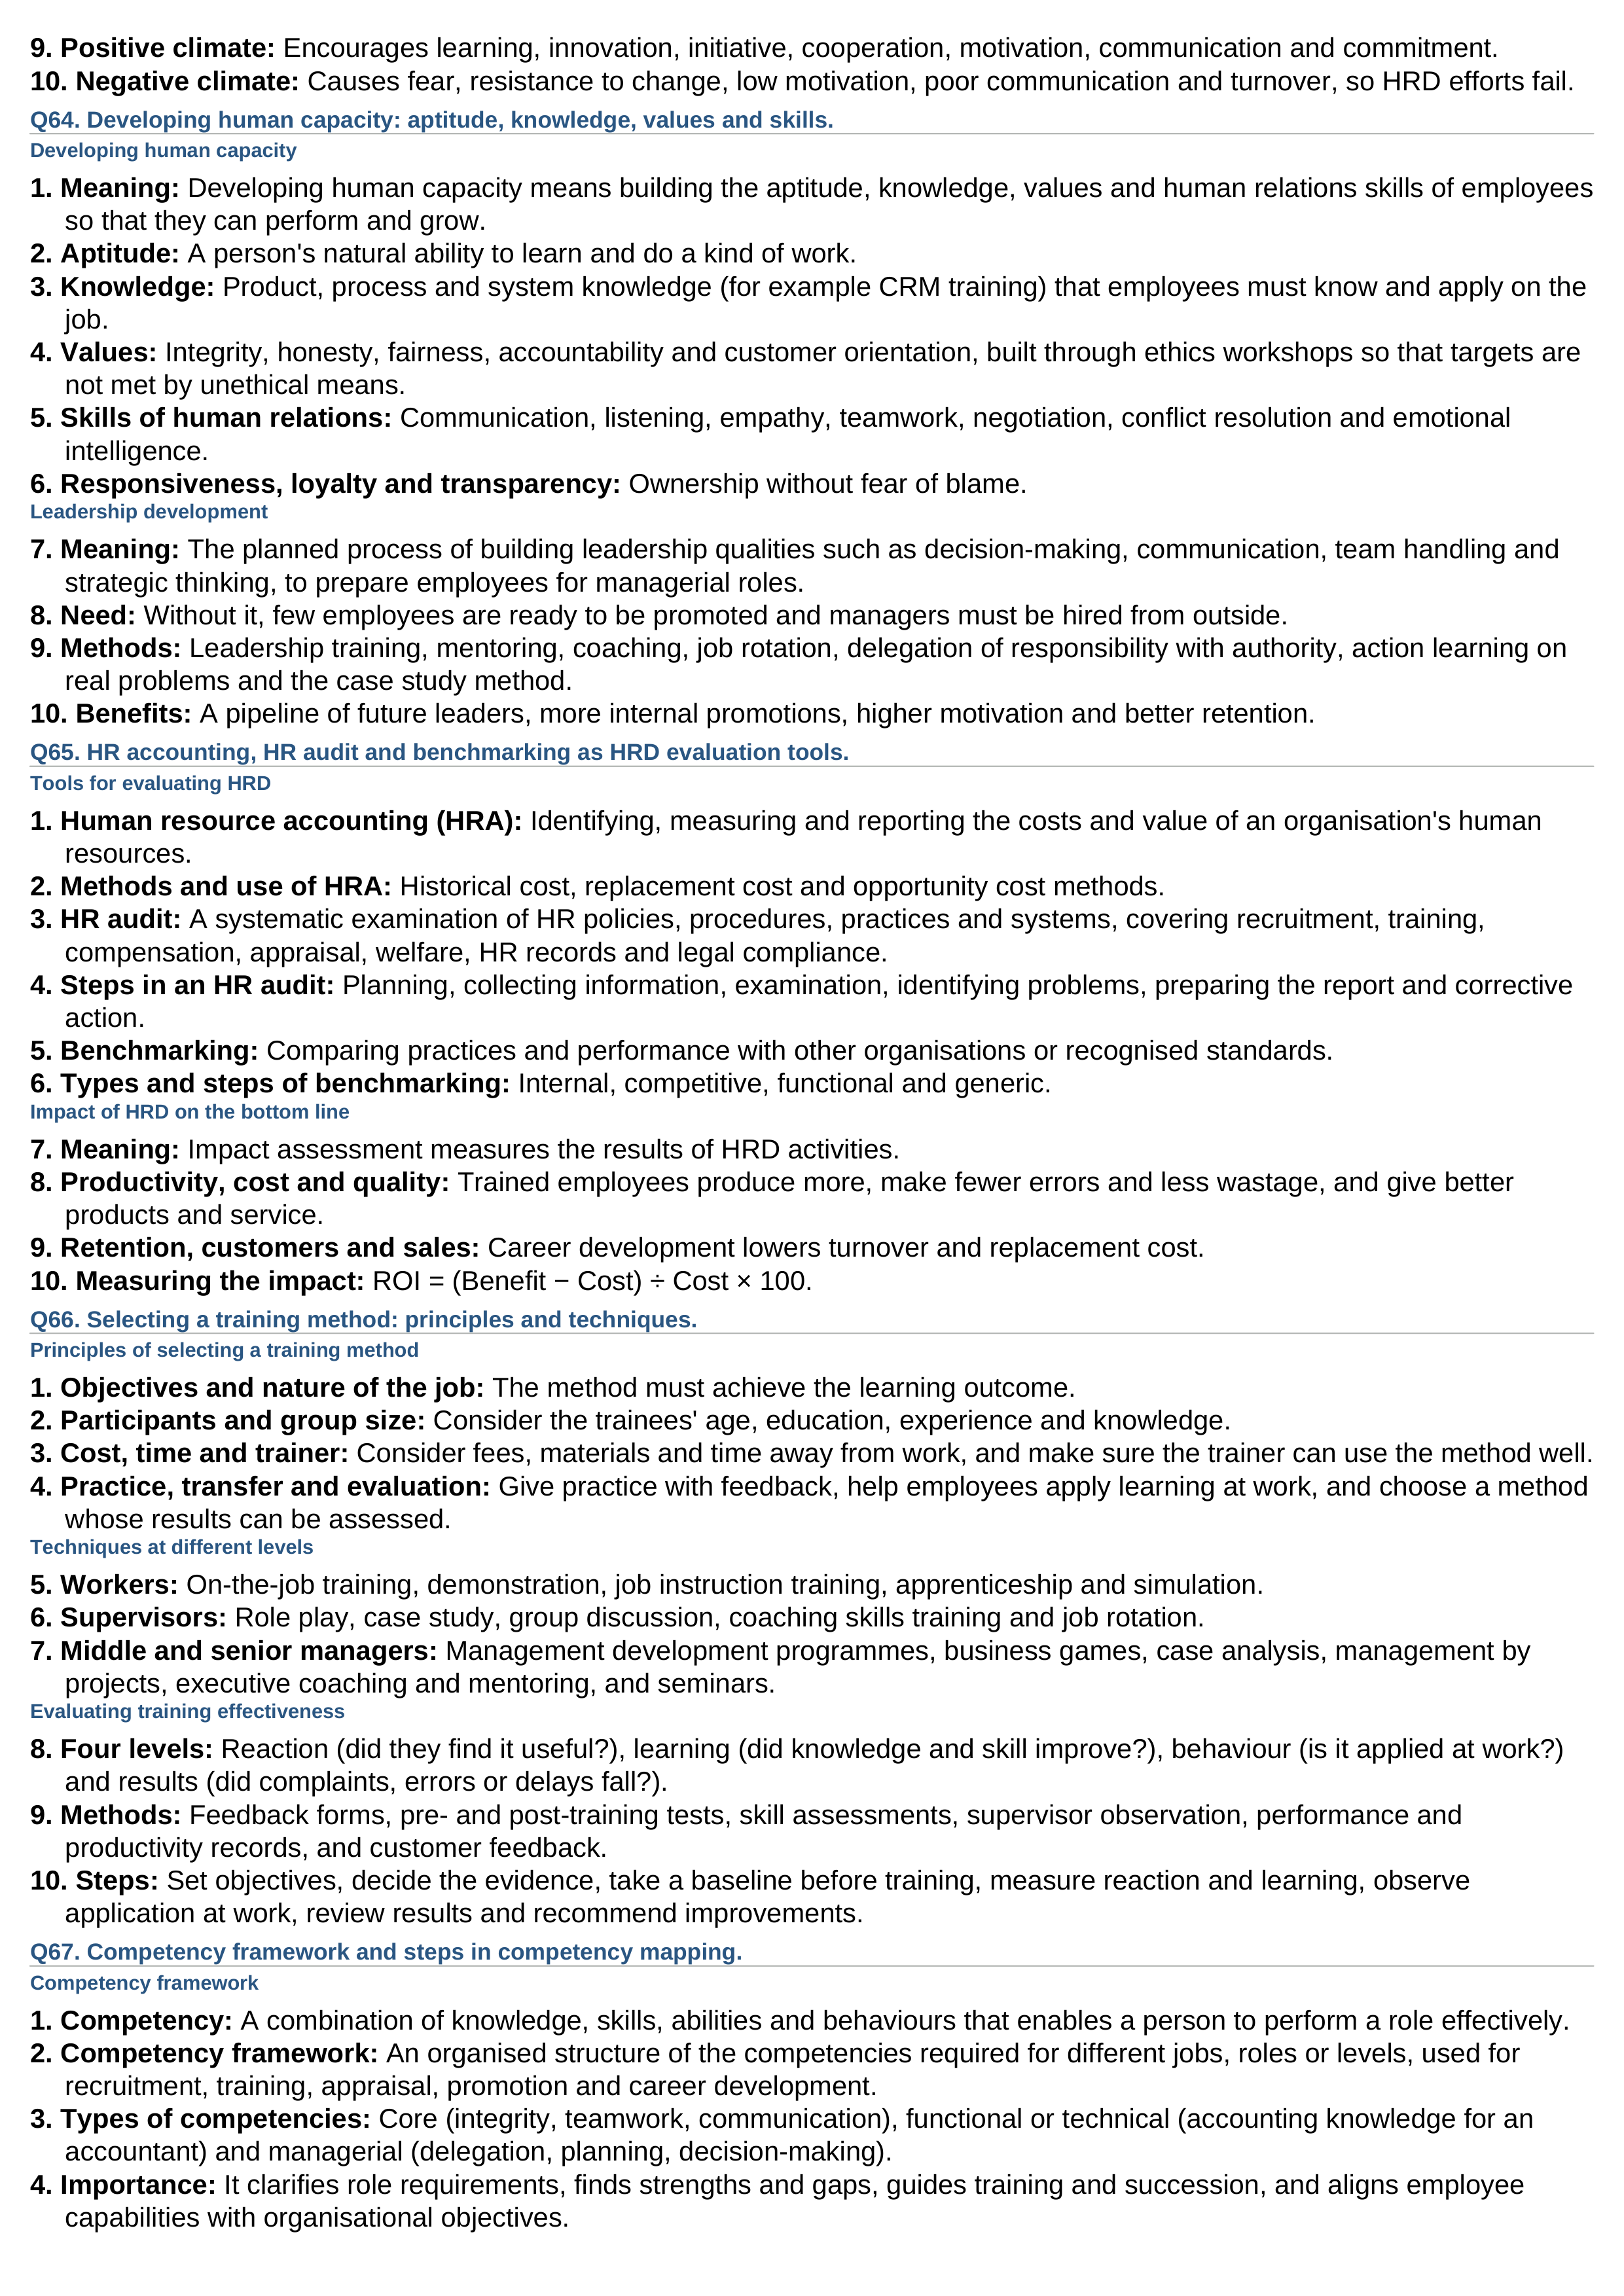 9. Positive climate: Encourages learning, innovation, initiative, cooperation, motivation, communication and commitment.
10. Negative climate: Causes fear, resistance to change, low motivation, poor communication and turnover, so HRD efforts fail.
Q64. Developing human capacity: aptitude, knowledge, values and skills.
Developing human capacity
1. Meaning: Developing human capacity means building the aptitude, knowledge, values and human relations skills of employees
so that they can perform and grow.
2. Aptitude: A person's natural ability to learn and do a kind of work.
3. Knowledge: Product, process and system knowledge (for example CRM training) that employees must know and apply on the
job.
4. Values: Integrity, honesty, fairness, accountability and customer orientation, built through ethics workshops so that targets are
not met by unethical means.
5. Skills of human relations: Communication, listening, empathy, teamwork, negotiation, conflict resolution and emotional
intelligence.
6. Responsiveness, loyalty and transparency: Ownership without fear of blame.
Leadership development
7. Meaning: The planned process of building leadership qualities such as decision-making, communication, team handling and
strategic thinking, to prepare employees for managerial roles.
8. Need: Without it, few employees are ready to be promoted and managers must be hired from outside.
9. Methods: Leadership training, mentoring, coaching, job rotation, delegation of responsibility with authority, action learning on
real problems and the case study method.
10. Benefits: A pipeline of future leaders, more internal promotions, higher motivation and better retention.
Q65. HR accounting, HR audit and benchmarking as HRD evaluation tools.
Tools for evaluating HRD
1. Human resource accounting (HRA): Identifying, measuring and reporting the costs and value of an organisation's human
resources.
2. Methods and use of HRA: Historical cost, replacement cost and opportunity cost methods.
3. HR audit: A systematic examination of HR policies, procedures, practices and systems, covering recruitment, training,
compensation, appraisal, welfare, HR records and legal compliance.
4. Steps in an HR audit: Planning, collecting information, examination, identifying problems, preparing the report and corrective
action.
5. Benchmarking: Comparing practices and performance with other organisations or recognised standards.
6. Types and steps of benchmarking: Internal, competitive, functional and generic.
Impact of HRD on the bottom line
7. Meaning: Impact assessment measures the results of HRD activities.
8. Productivity, cost and quality: Trained employees produce more, make fewer errors and less wastage, and give better
products and service.
9. Retention, customers and sales: Career development lowers turnover and replacement cost.
10. Measuring the impact: ROI = (Benefit − Cost) ÷ Cost × 100.
Q66. Selecting a training method: principles and techniques.
Principles of selecting a training method
1. Objectives and nature of the job: The method must achieve the learning outcome.
2. Participants and group size: Consider the trainees' age, education, experience and knowledge.
3. Cost, time and trainer: Consider fees, materials and time away from work, and make sure the trainer can use the method well.
4. Practice, transfer and evaluation: Give practice with feedback, help employees apply learning at work, and choose a method
whose results can be assessed.
Techniques at different levels
5. Workers: On-the-job training, demonstration, job instruction training, apprenticeship and simulation.
6. Supervisors: Role play, case study, group discussion, coaching skills training and job rotation.
7. Middle and senior managers: Management development programmes, business games, case analysis, management by
projects, executive coaching and mentoring, and seminars.
Evaluating training effectiveness
8. Four levels: Reaction (did they find it useful?), learning (did knowledge and skill improve?), behaviour (is it applied at work?)
and results (did complaints, errors or delays fall?).
9. Methods: Feedback forms, pre- and post-training tests, skill assessments, supervisor observation, performance and
productivity records, and customer feedback.
10. Steps: Set objectives, decide the evidence, take a baseline before training, measure reaction and learning, observe
application at work, review results and recommend improvements.
Q67. Competency framework and steps in competency mapping.
Competency framework
1. Competency: A combination of knowledge, skills, abilities and behaviours that enables a person to perform a role effectively.
2. Competency framework: An organised structure of the competencies required for different jobs, roles or levels, used for
recruitment, training, appraisal, promotion and career development.
3. Types of competencies: Core (integrity, teamwork, communication), functional or technical (accounting knowledge for an
accountant) and managerial (delegation, planning, decision-making).
4. Importance: It clarifies role requirements, finds strengths and gaps, guides training and succession, and aligns employee
capabilities with organisational objectives.